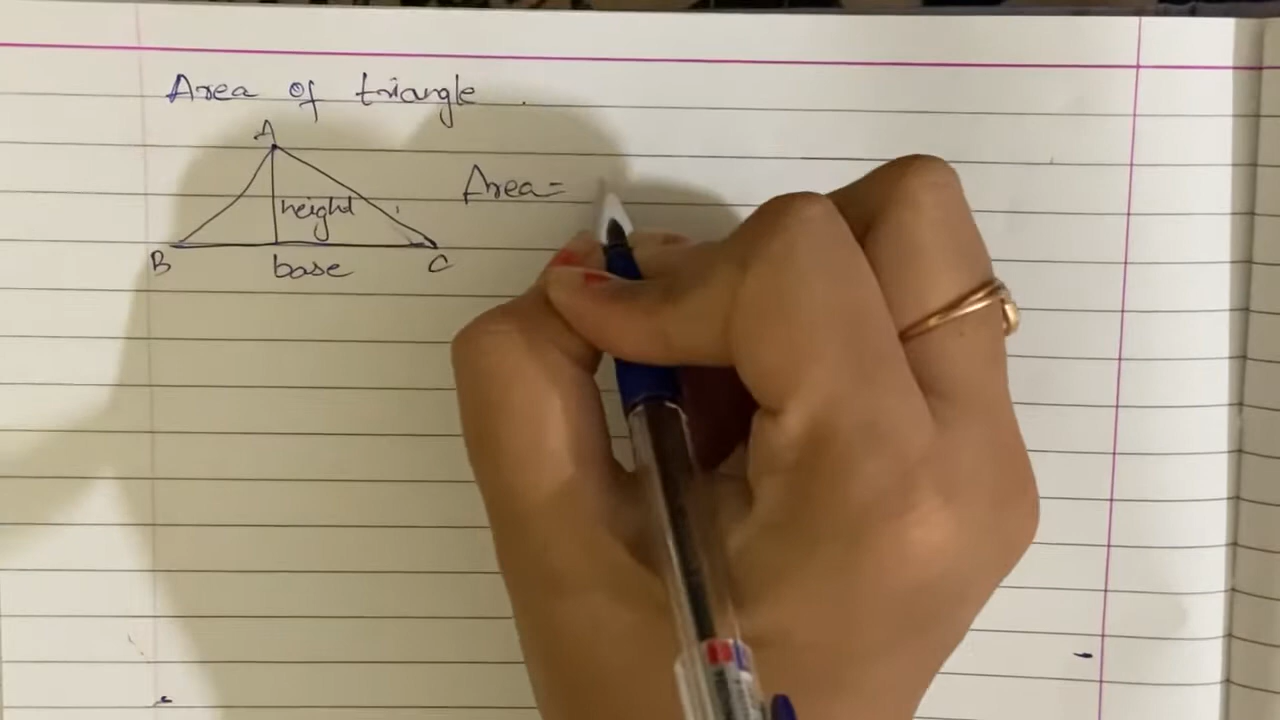 Area of triangle .
A
height
Area=
B base C